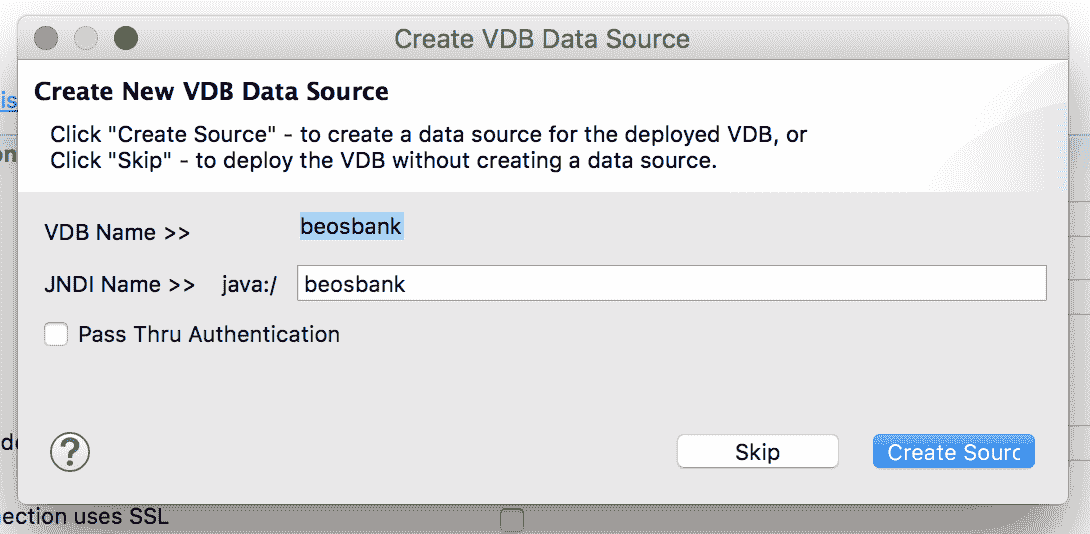 Create VDB Data Source
Create New VDB Data Source
is
Click "Create Source" - to create a data source for the deployed VDB, or
on
Click "Skip" - to deploy the VDB without creating a data source.
VDB Name >> beosbank
JNDI Name >> java:/ beosbank
Pass Thru Authentication
de
? Skip Create Sourc
nection uses SSL